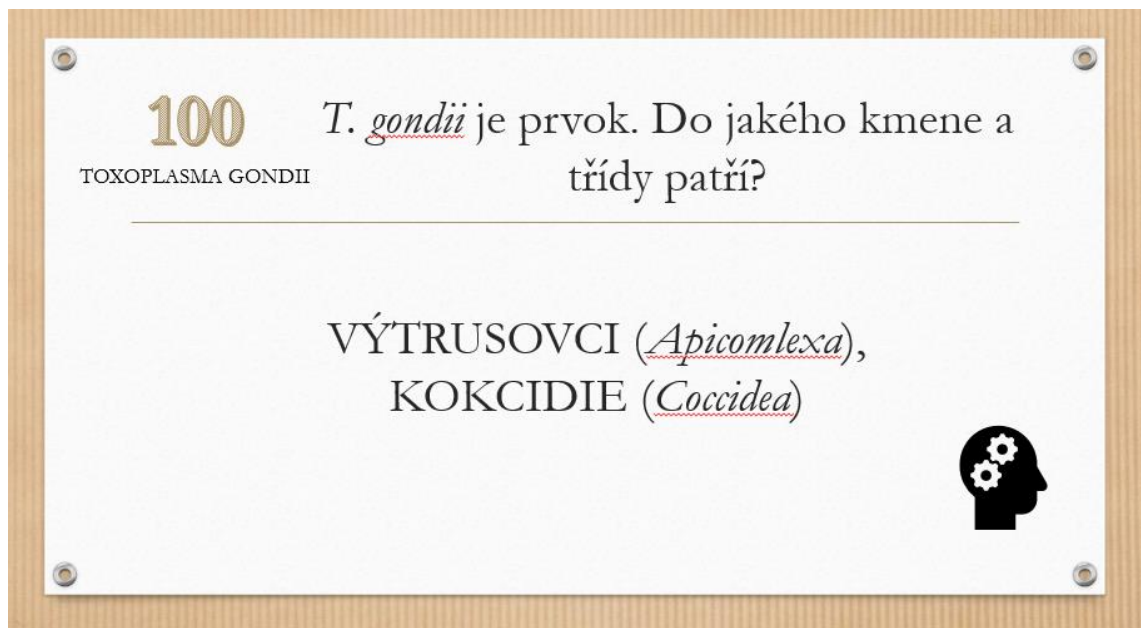 100
TOXOPLASMA GONDII
T. gondii je prvok. Do jakého kmene a
třídy patří?
VÝTRUSOVCI (Apicomlexa),
KOKCIDIE (Coccidea)